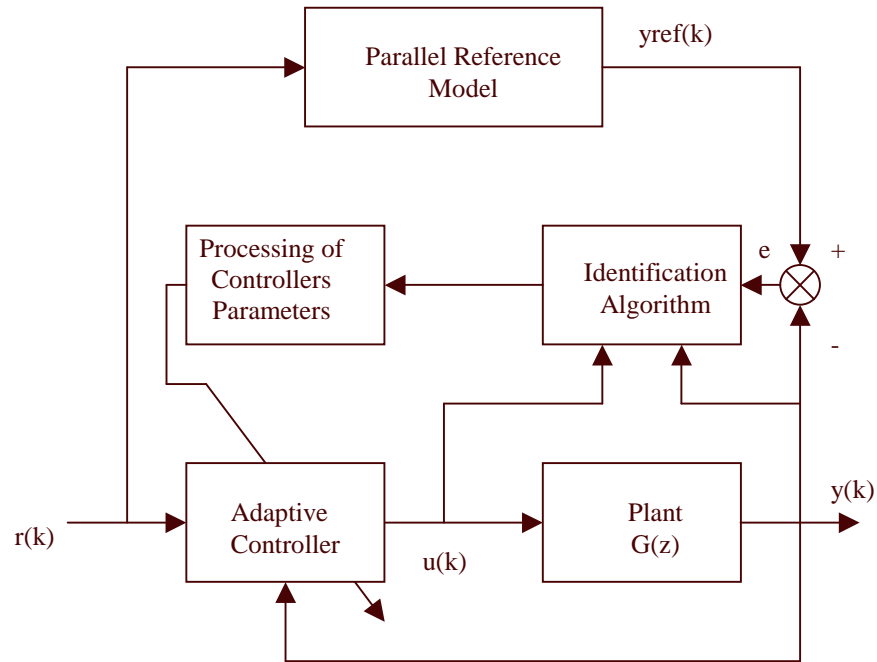 yref(k)
Parallel Reference
Model
Processing of
Controllers
Parameters
Identification
Algorithm
e
+
-
r(k)
Adaptive
Controller
u(k)
Plant
G(z)
y(k)